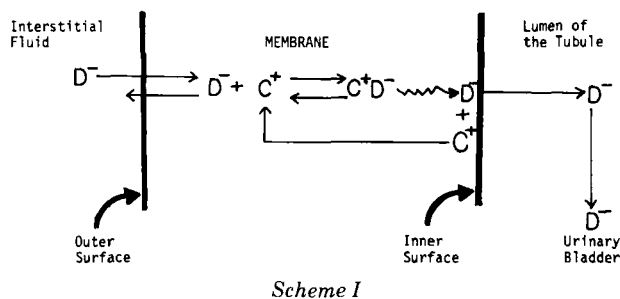 Interstitial
Fluid
MEMBRANE
Lumen of
the Tubule
D⁻
D⁻ + C⁺
C⁺D⁻
D⁻
+
C⁺
D⁻
D⁻
Outer
Surface
Inner
Surface
Urinary
Bladder
Scheme I